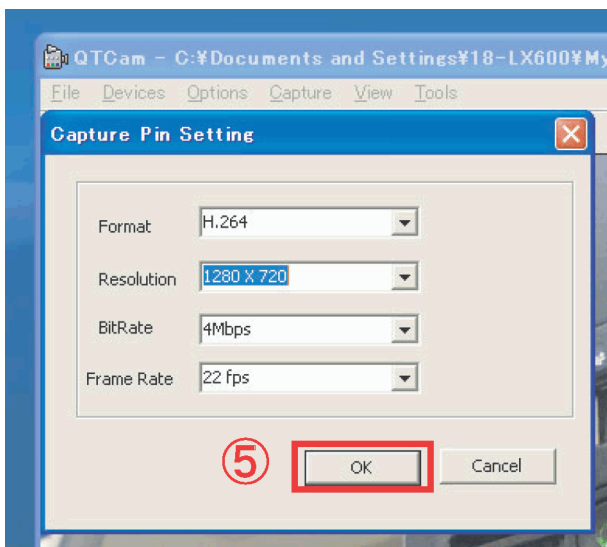 QTCam - C:¥Documents and Settings¥18-LX600¥My
File Devices Options Capture View Tools
Capture Pin Setting
Format H.264
Resolution 1280 X 720
BitRate 4Mbps
Frame Rate 22 fps
⑤ OK Cancel